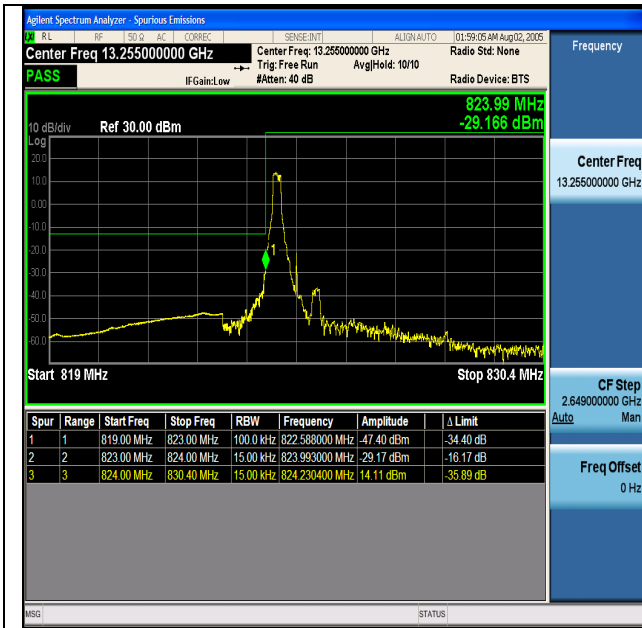 Agilent Spectrum Analyzer - Spurious Emissions
RL RF 50 Ω AC CORREC SENSE:INT ALIGN AUTO 01:59:05 AM Aug 02, 2005
Center Freq 13.255000000 GHz
Center Freq: 13.255000000 GHz
Radio Std: None
Trig: Free Run Avg|Hold: 10/10
PASS
IFGain:Low
#Atten: 40 dB
Radio Device: BTS
Frequency
823.99 MHz
-29.166 dBm
10 dB/div Ref 30.00 dBm
Log
20.0
10.0
0.00
-10.0
-20.0
-30.0
-40.0
-50.0
-60.0
1
Start 819 MHz
Stop 830.4 MHz
Center Freq
13.255000000 GHz
CF Step
2.649000000 GHz
Auto Man
Freq Offset
0 Hz
Spur Range Start Freq Stop Freq RBW Frequency Amplitude Δ Limit
1 1 819.00 MHz 823.00 MHz 100.0 kHz 822.588000 MHz -47.40 dBm -34.40 dB
2 2 823.00 MHz 824.00 MHz 15.00 kHz 823.993000 MHz -29.17 dBm -16.17 dB
3 3 824.00 MHz 830.40 MHz 15.00 kHz 824.230400 MHz 14.11 dBm -35.89 dB
MSG
STATUS